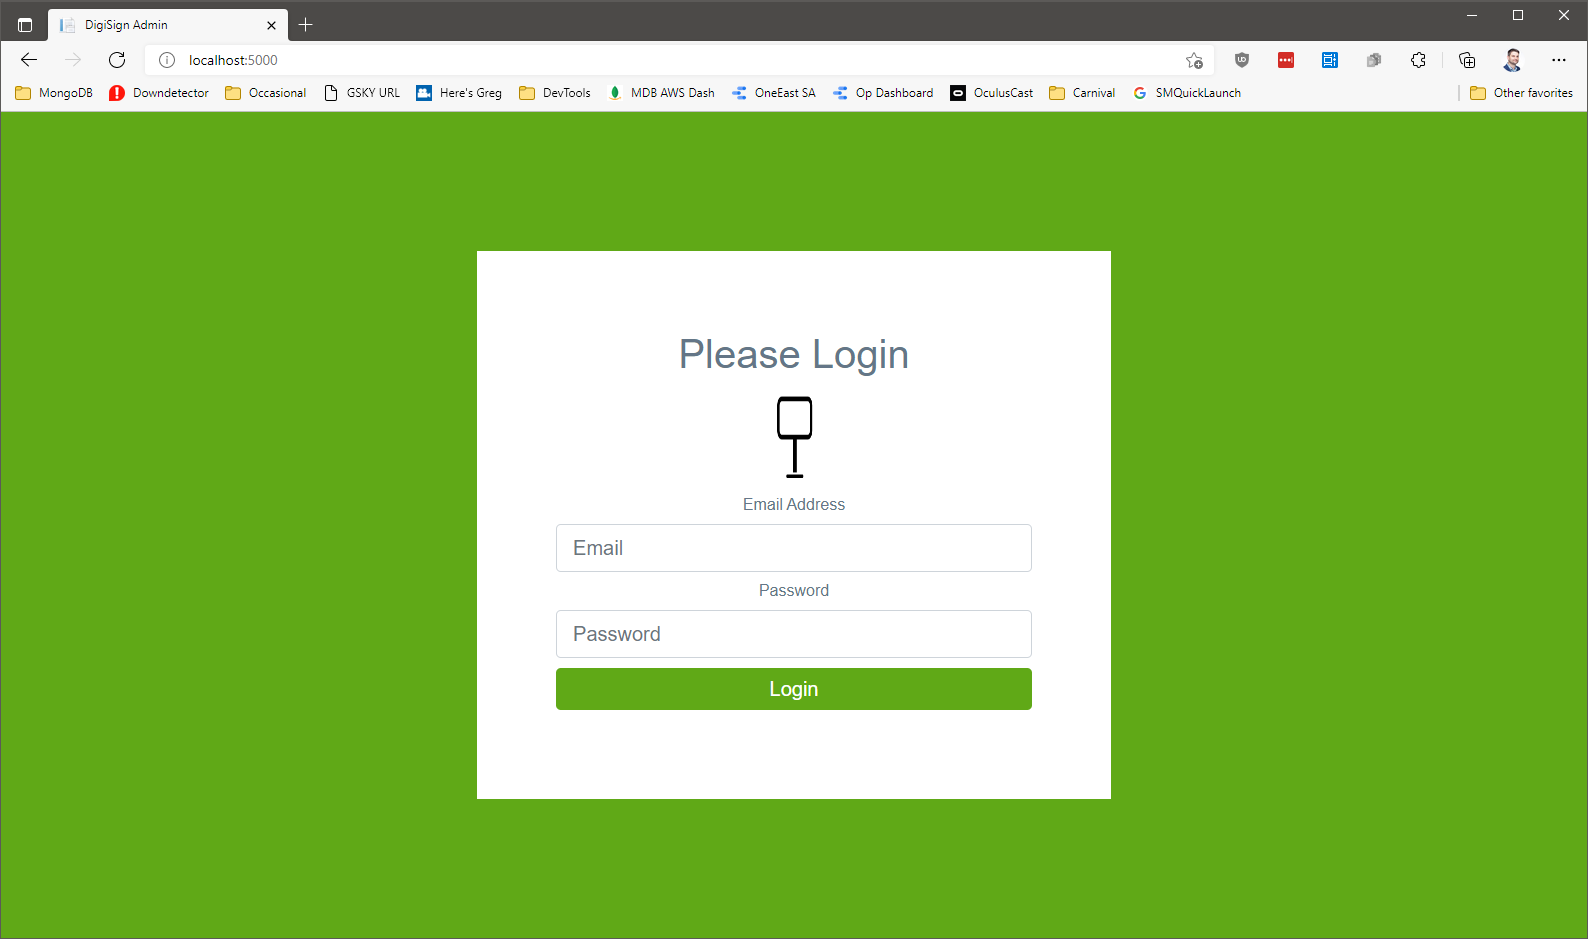 DigiSign Admin
localhost:5000
MongoDB Downdetector Occasional GSKY URL Here's Greg DevTools MDB AWS Dash OneEast SA Op Dashboard OculusCast Carnival SMQuickLaunch Other favorites
Please Login
Email Address
Email
Password
Password
Login